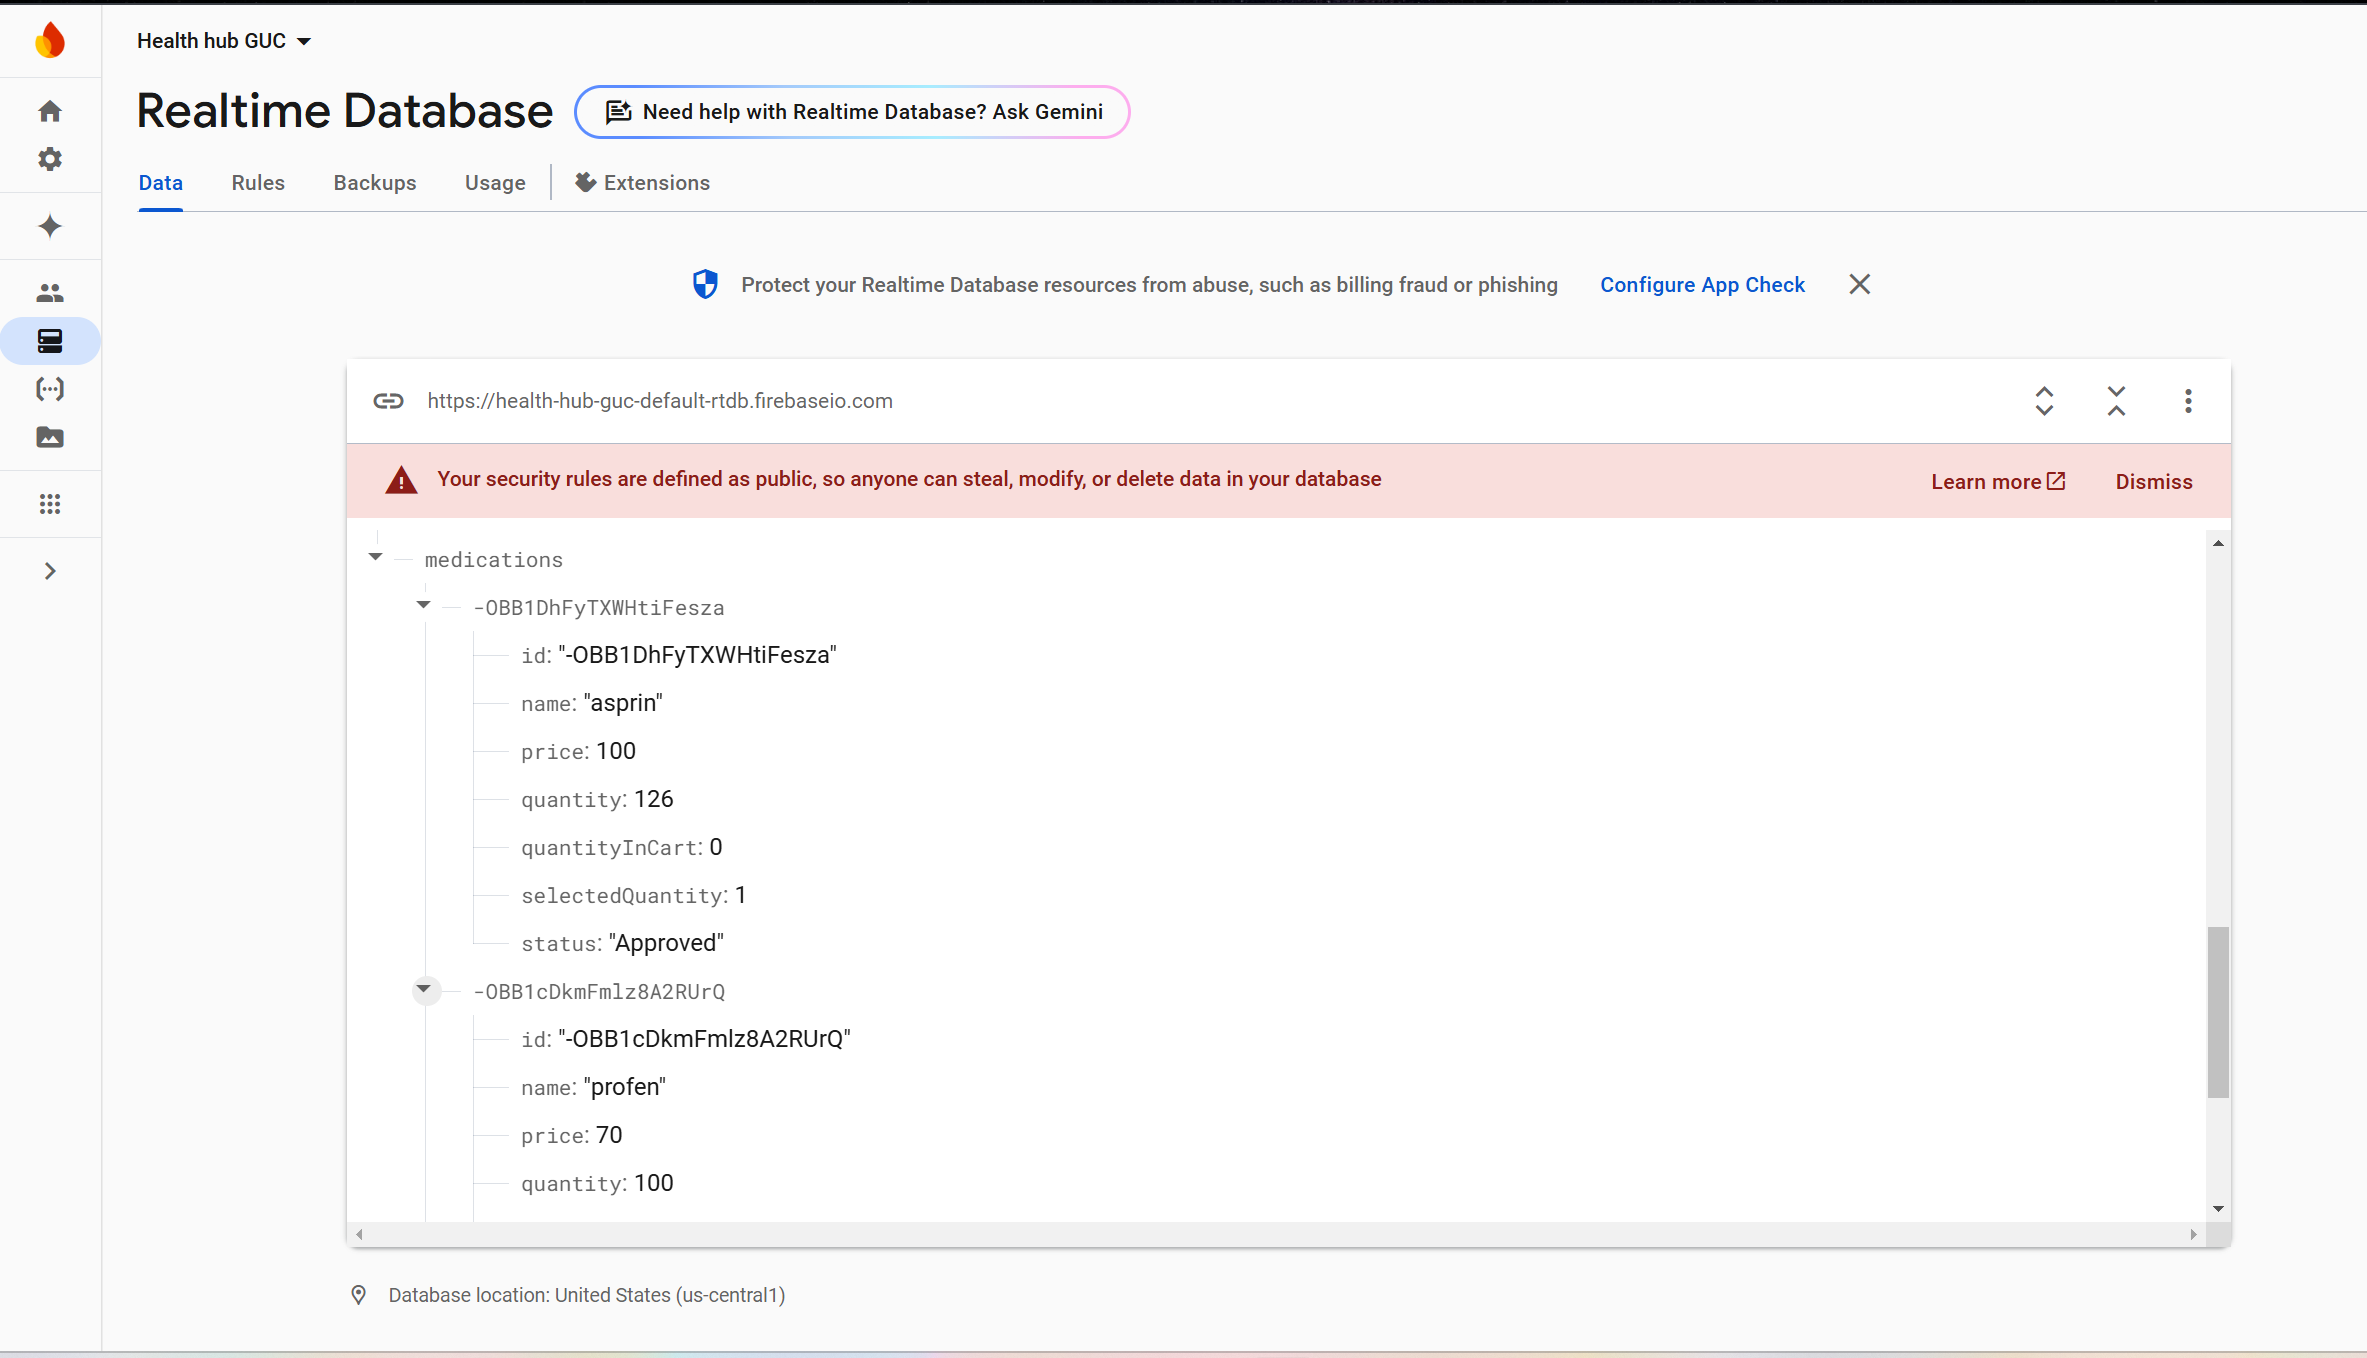 Health hub GUC
Realtime Database
Need help with Realtime Database? Ask Gemini
Data Rules Backups Usage Extensions
Protect your Realtime Database resources from abuse, such as billing fraud or phishing Configure App Check
https://health-hub-guc-default-rtdb.firebaseio.com
Your security rules are defined as public, so anyone can steal, modify, or delete data in your database Learn more Dismiss
medications
-OBB1DhFyTXWHtiFesza
id: "-OBB1DhFyTXWHtiFesza"
name: "asprin"
price: 100
quantity: 126
quantityInCart: 0
selectedQuantity: 1
status: "Approved"
-OBB1cDkmFmlz8A2RUrQ
id: "-OBB1cDkmFmlz8A2RUrQ"
name: "profen"
price: 70
quantity: 100
Database location: United States (us-central1)